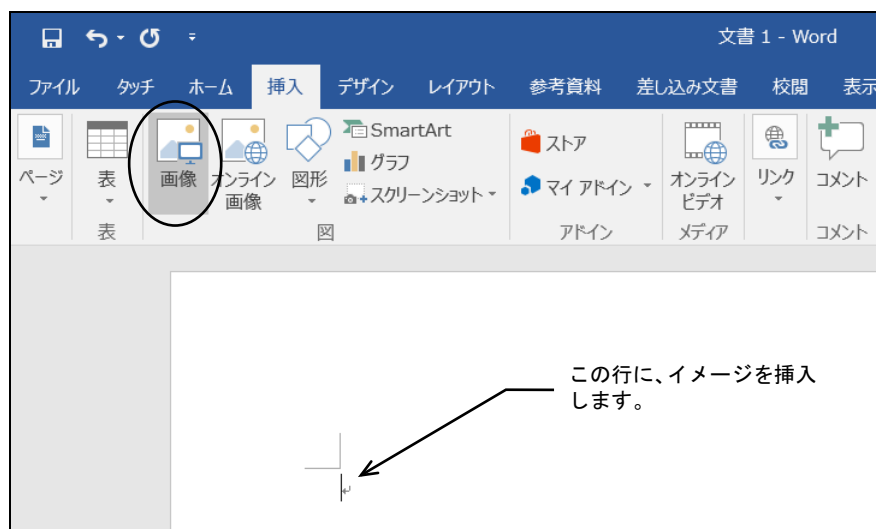 文書 1 - Word
ファイル タッチ ホーム 挿入 デザイン レイアウト 参考資料 差し込み文書 校閲 表示
ページ
表
画像
オンライン
画像
図形
SmartArt
グラフ
スクリーンショット
ストア
マイ アドイン
オンライン
ビデオ
リンク
コメント
表 図 アドイン メディア コメント
この行に、イメージを挿入
します。